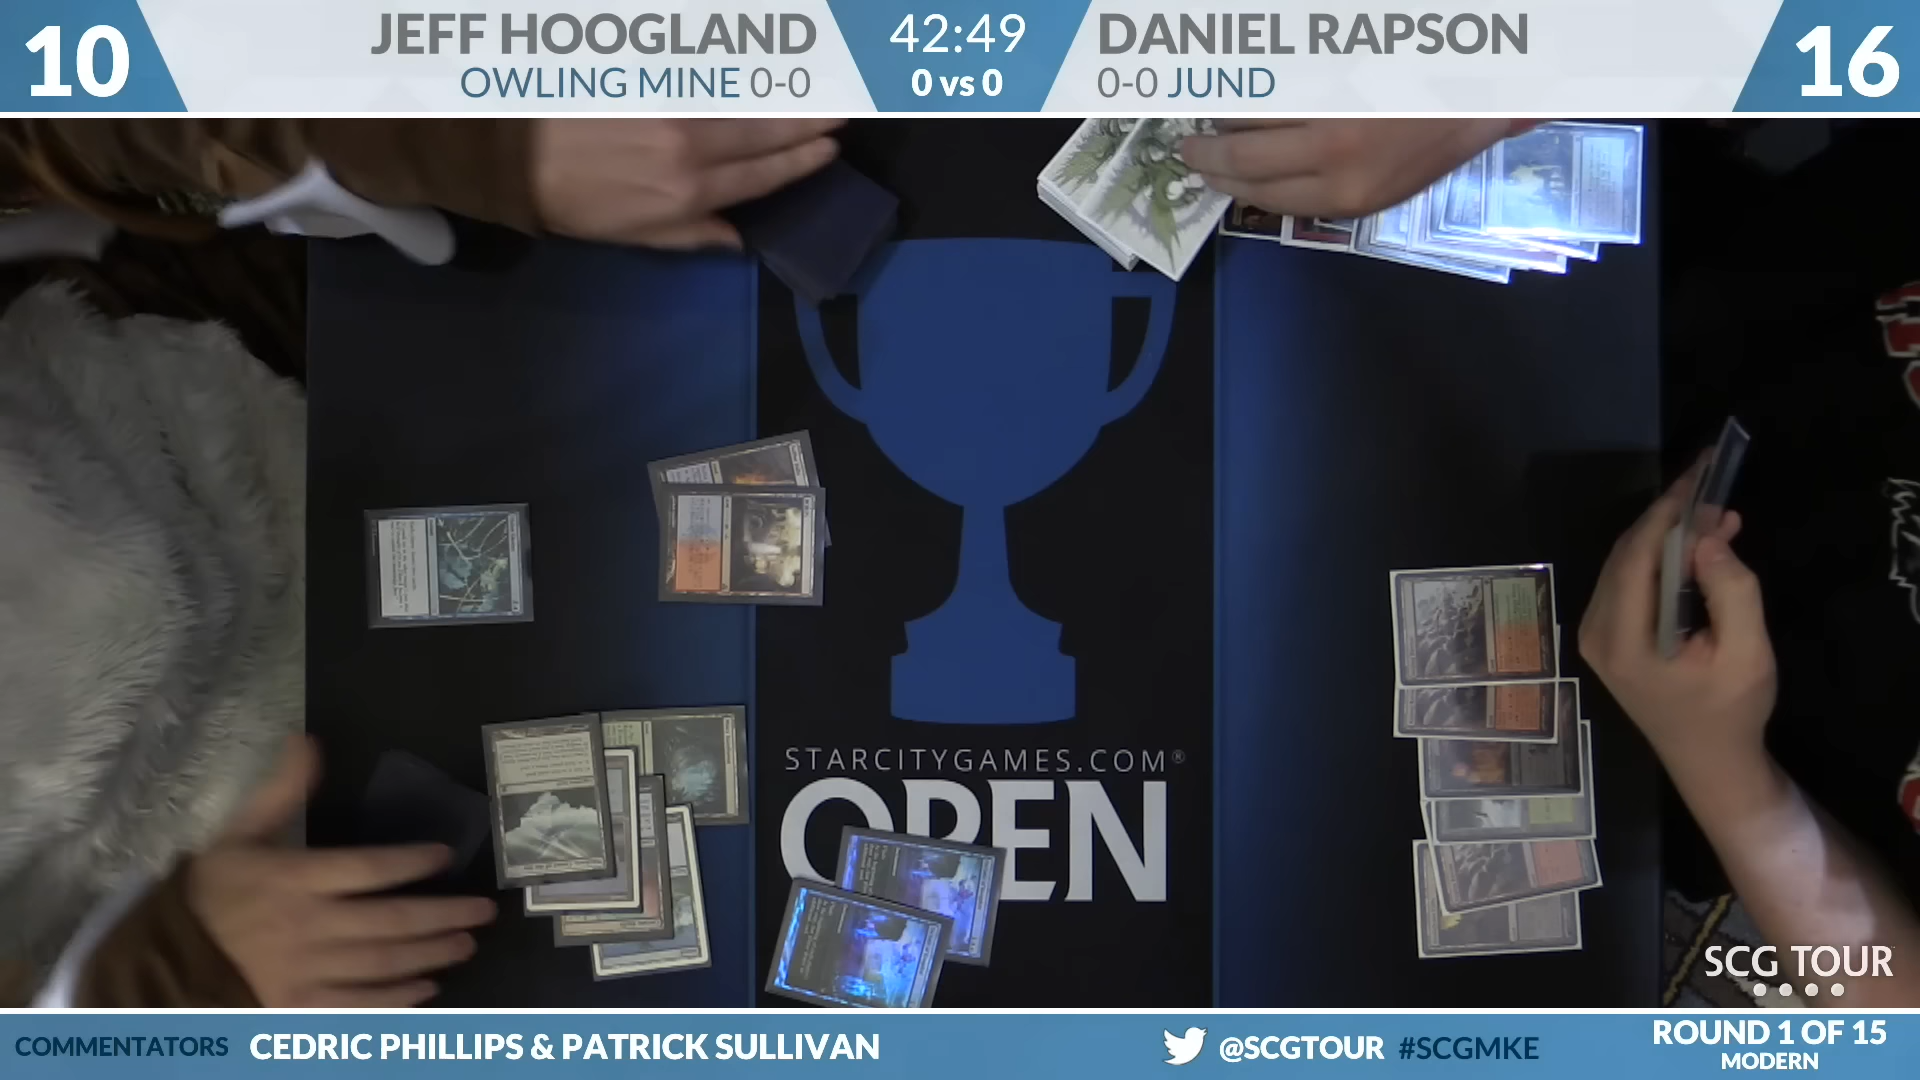 10
JEFF HOOGLAND
OWLING MINE 0-0
42:49
0 vs 0
DANIEL RAPSON
0-0 JUND
16
STARCITYGAMES.COM®
OPEN
SCG TOUR
COMMENTATORS CEDRIC PHILLIPS & PATRICK SULLIVAN
@SCGTOUR #SCGMKE
ROUND 1 OF 15
MODERN